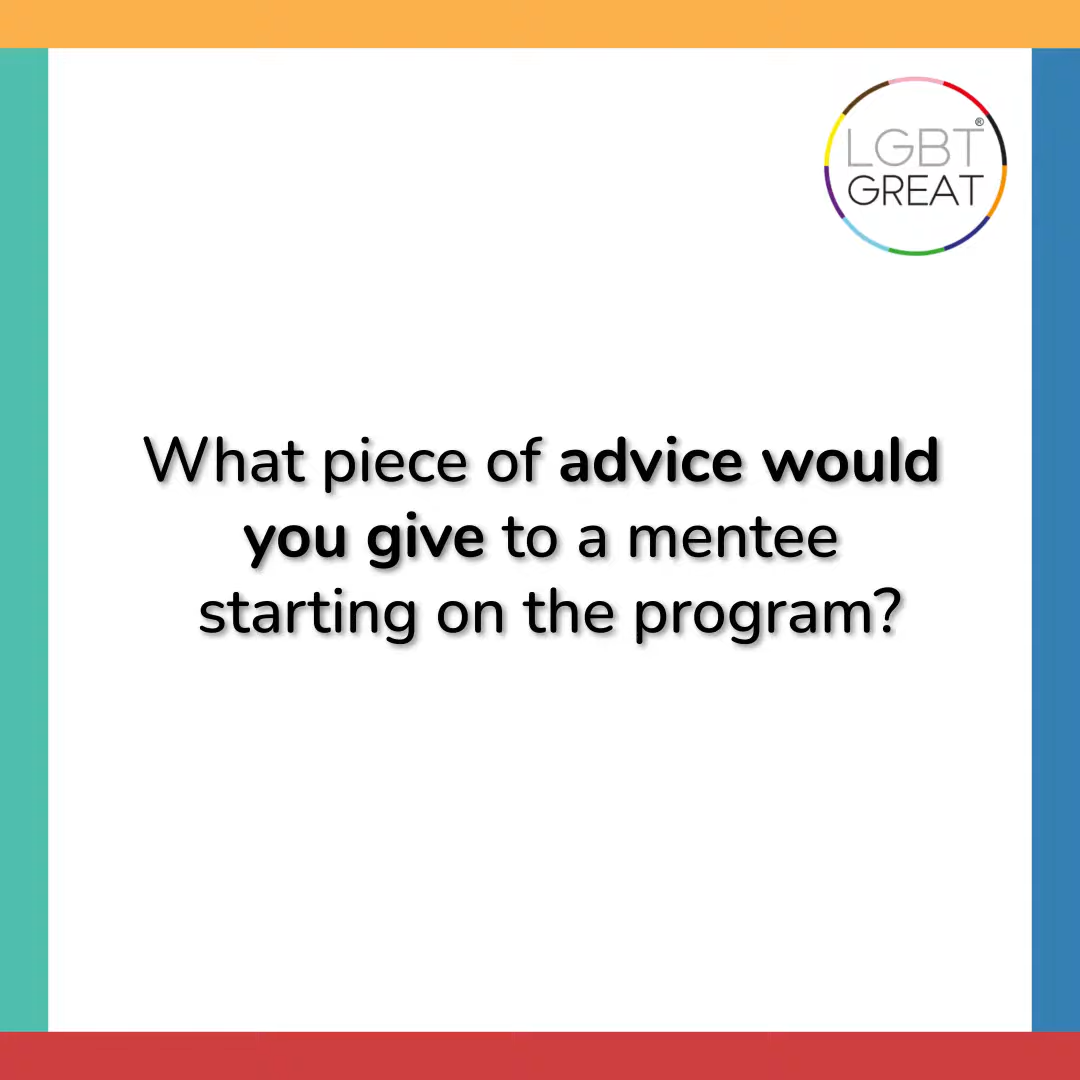 LGBT®
GREAT
What piece of advice would
you give to a mentee
starting on the program?